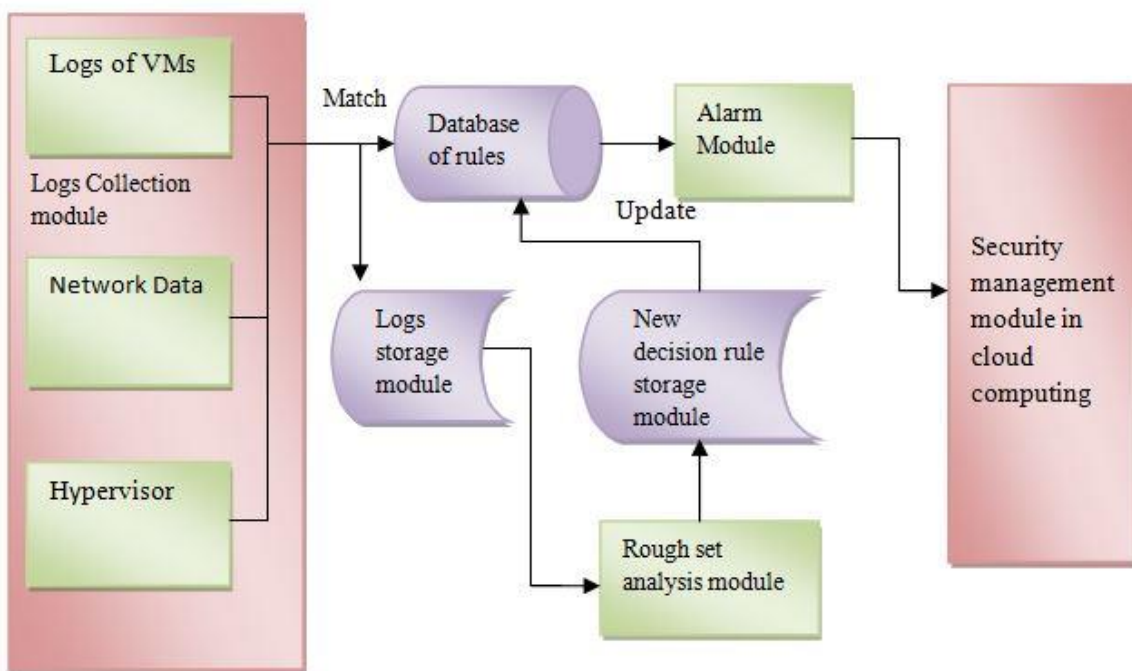 Logs of VMs
Logs Collection
module
Network Data
Hypervisor
Match
Database
of rules
Alarm
Module
Update
Logs
storage
module
New
decision rule
storage
module
Rough set
analysis module
Security
management
module in
cloud
computing